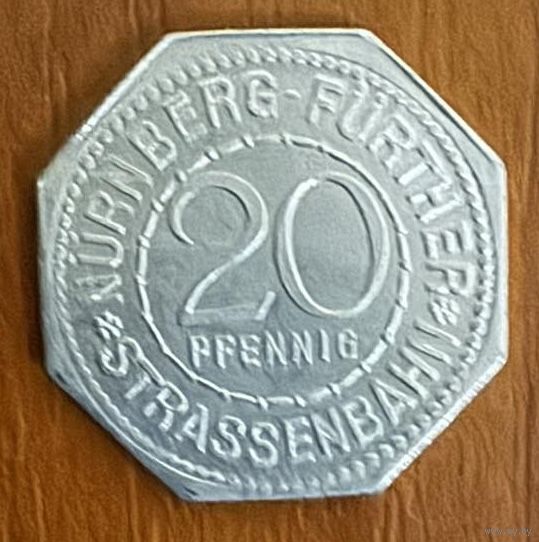 NÜRNBERG-FÜRTHER
20
PFENNIG
*STRASSENBAHN*